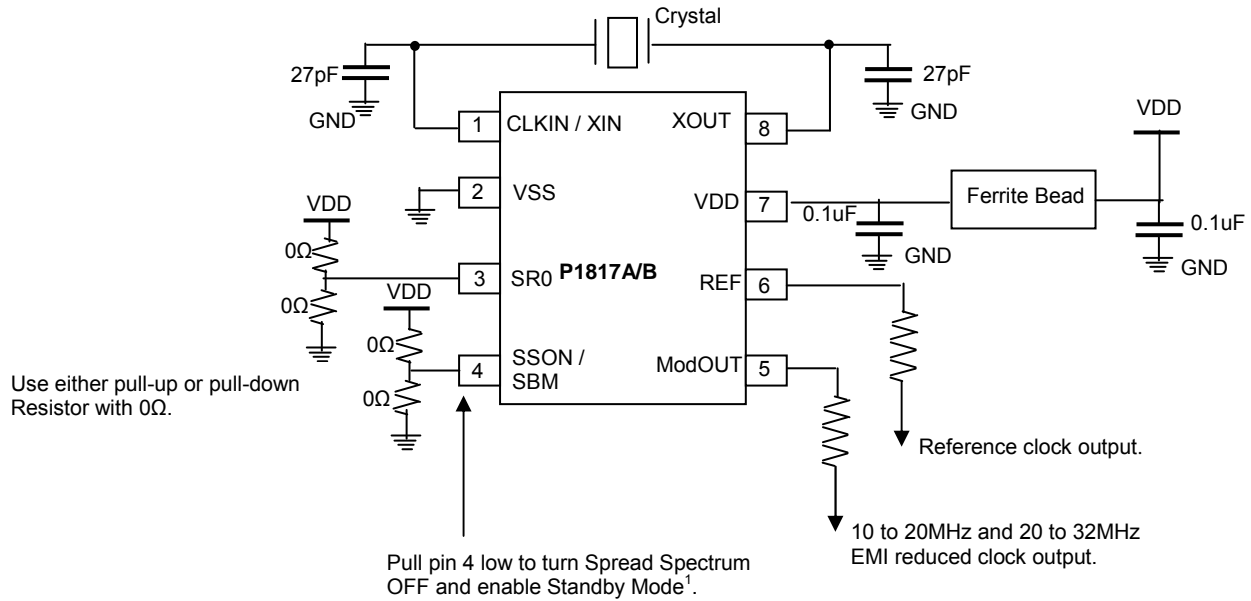 Crystal
27pF
GND
27pF
GND
VDD
1 CLKIN / XIN
XOUT 8
2 VSS
VDD 7
0.1uF
GND
Ferrite Bead
0.1uF
GND
VDD
0Ω
0Ω
3 SR0
P1817A/B
REF 6
VDD
0Ω
0Ω
4 SSON /
SBM
ModOUT 5
Use either pull-up or pull-down
Resistor with 0Ω.
Reference clock output.
10 to 20MHz and 20 to 32MHz
EMI reduced clock output.
Pull pin 4 low to turn Spread Spectrum
OFF and enable Standby Mode¹.